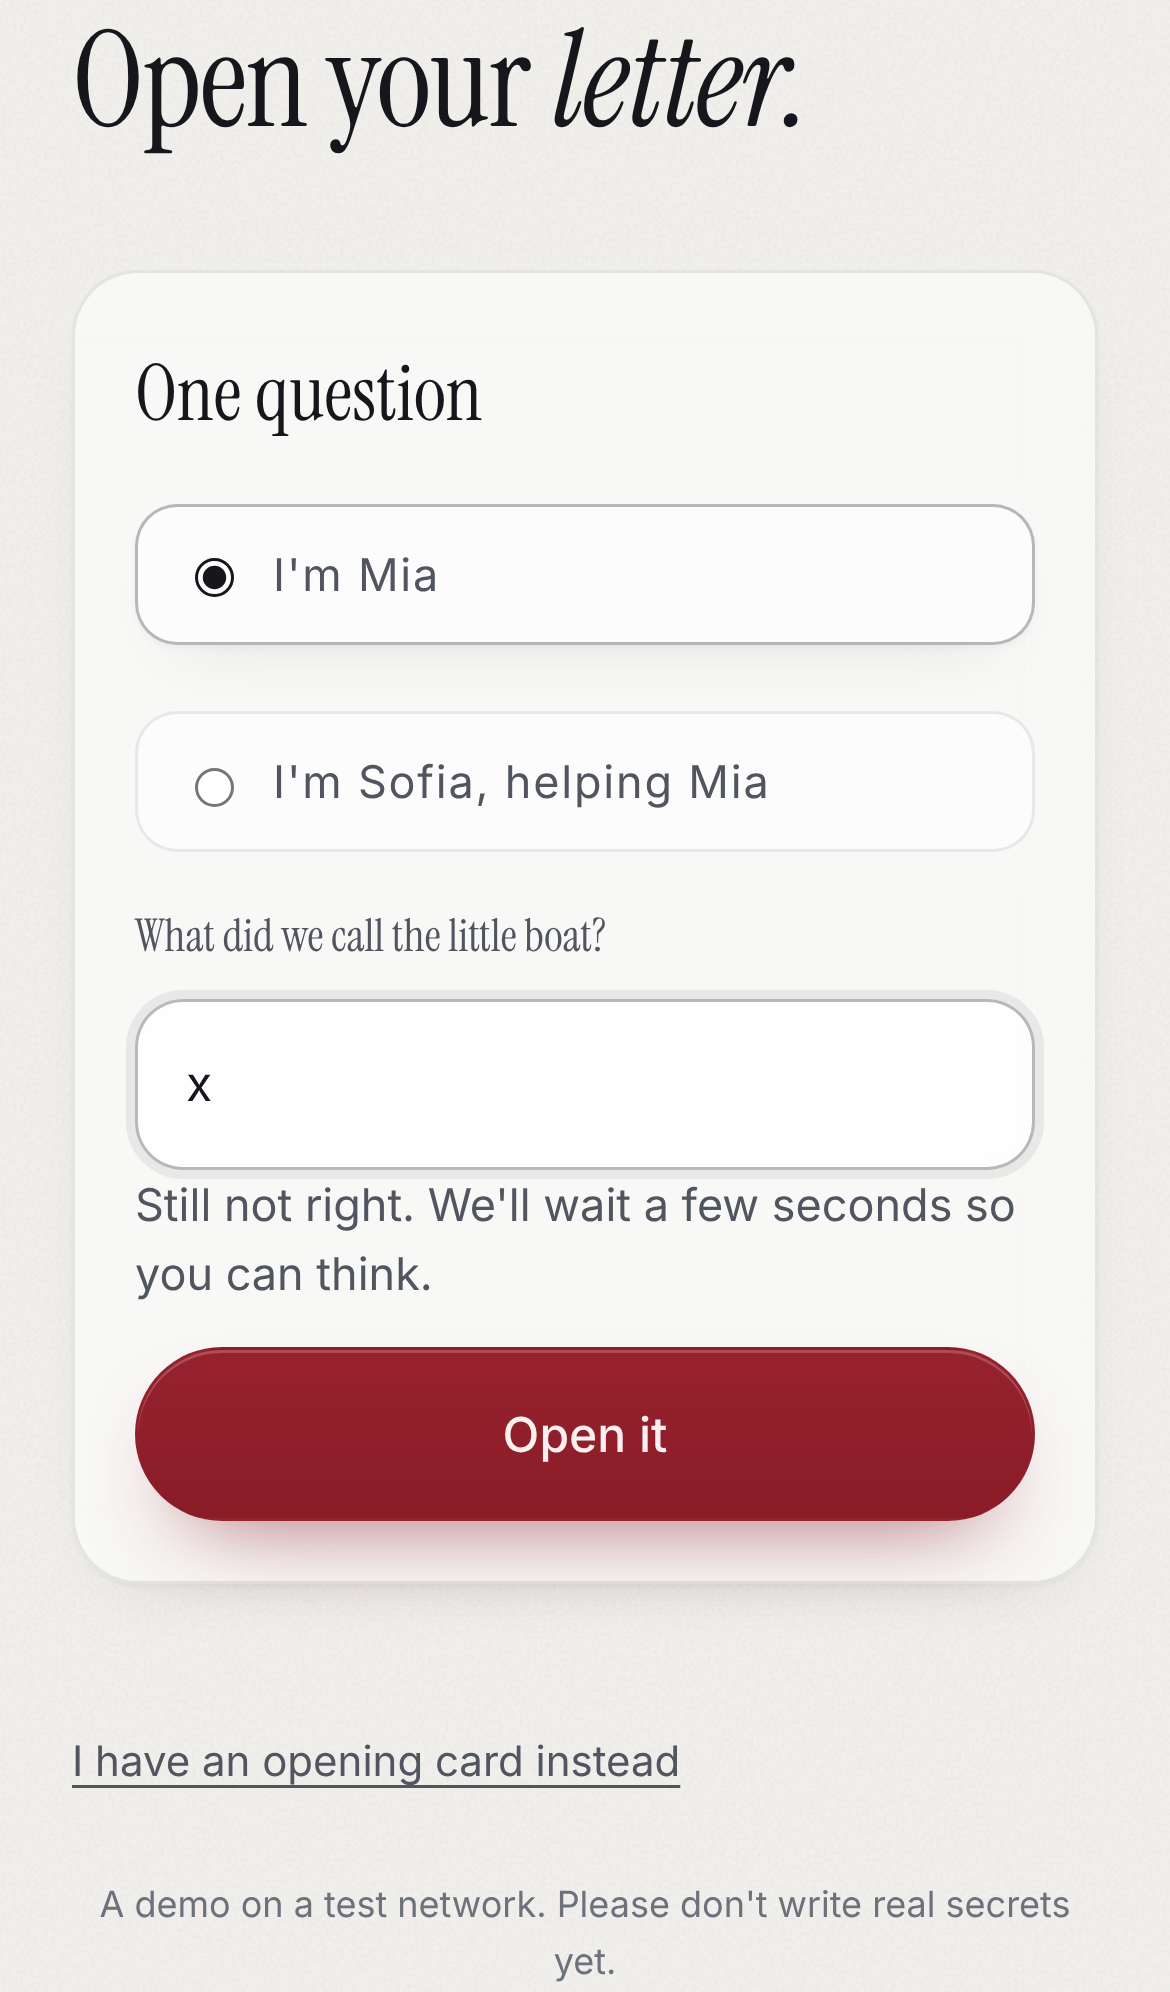 Open your letter.
One question
I'm Mia
I'm Sofia, helping Mia
What did we call the little boat?
x
Still not right. We'll wait a few seconds so
you can think.
Open it
I have an opening card instead
A demo on a test network. Please don't write real secrets
yet.